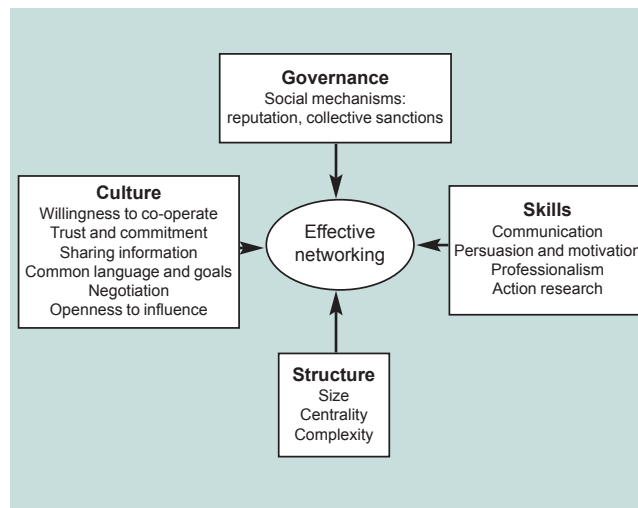 Governance
Social mechanisms:
reputation, collective sanctions
Culture
Willingness to co-operate
Trust and commitment
Sharing information
Common language and goals
Negotiation
Openness to influence
Effective
networking
Skills
Communication
Persuasion and motivation
Professionalism
Action research
Structure
Size
Centrality
Complexity